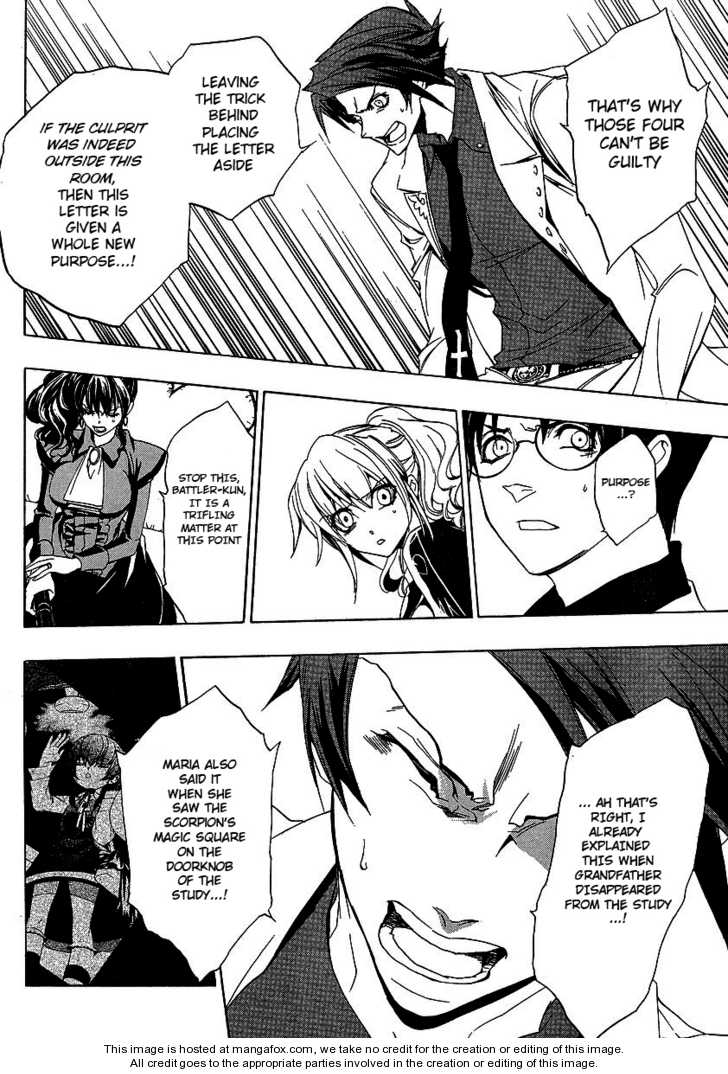 THAT'S WHY
THOSE FOUR
CAN'T BE
GUILTY
LEAVING
THE TRICK
BEHIND
PLACING
THE LETTER
ASIDE
IF THE CULPRIT
WAS INDEED
OUTSIDE THIS
ROOM,
THEN THIS
LETTER IS
GIVEN A
WHOLE NEW
PURPOSE...!
PURPOSE
...?
STOP THIS,
BATTLER-KUN,
IT IS A
TRIFLING
MATTER AT
THIS POINT
... AH THAT'S
RIGHT, I
ALREADY
EXPLAINED
THIS WHEN
GRANDFATHER
DISAPPEARED
FROM THE STUDY
...!
MARIA ALSO
SAID IT
WHEN SHE
SAW THE
SCORPION'S
MAGIC SQUARE
ON THE
DOORKNOB
OF THE
STUDY...!
This image is hosted at mangafox.com, we take no credit for the creation or editing of this image.
All credit goes to the appropriate parties involved in the creation or editing of this image.